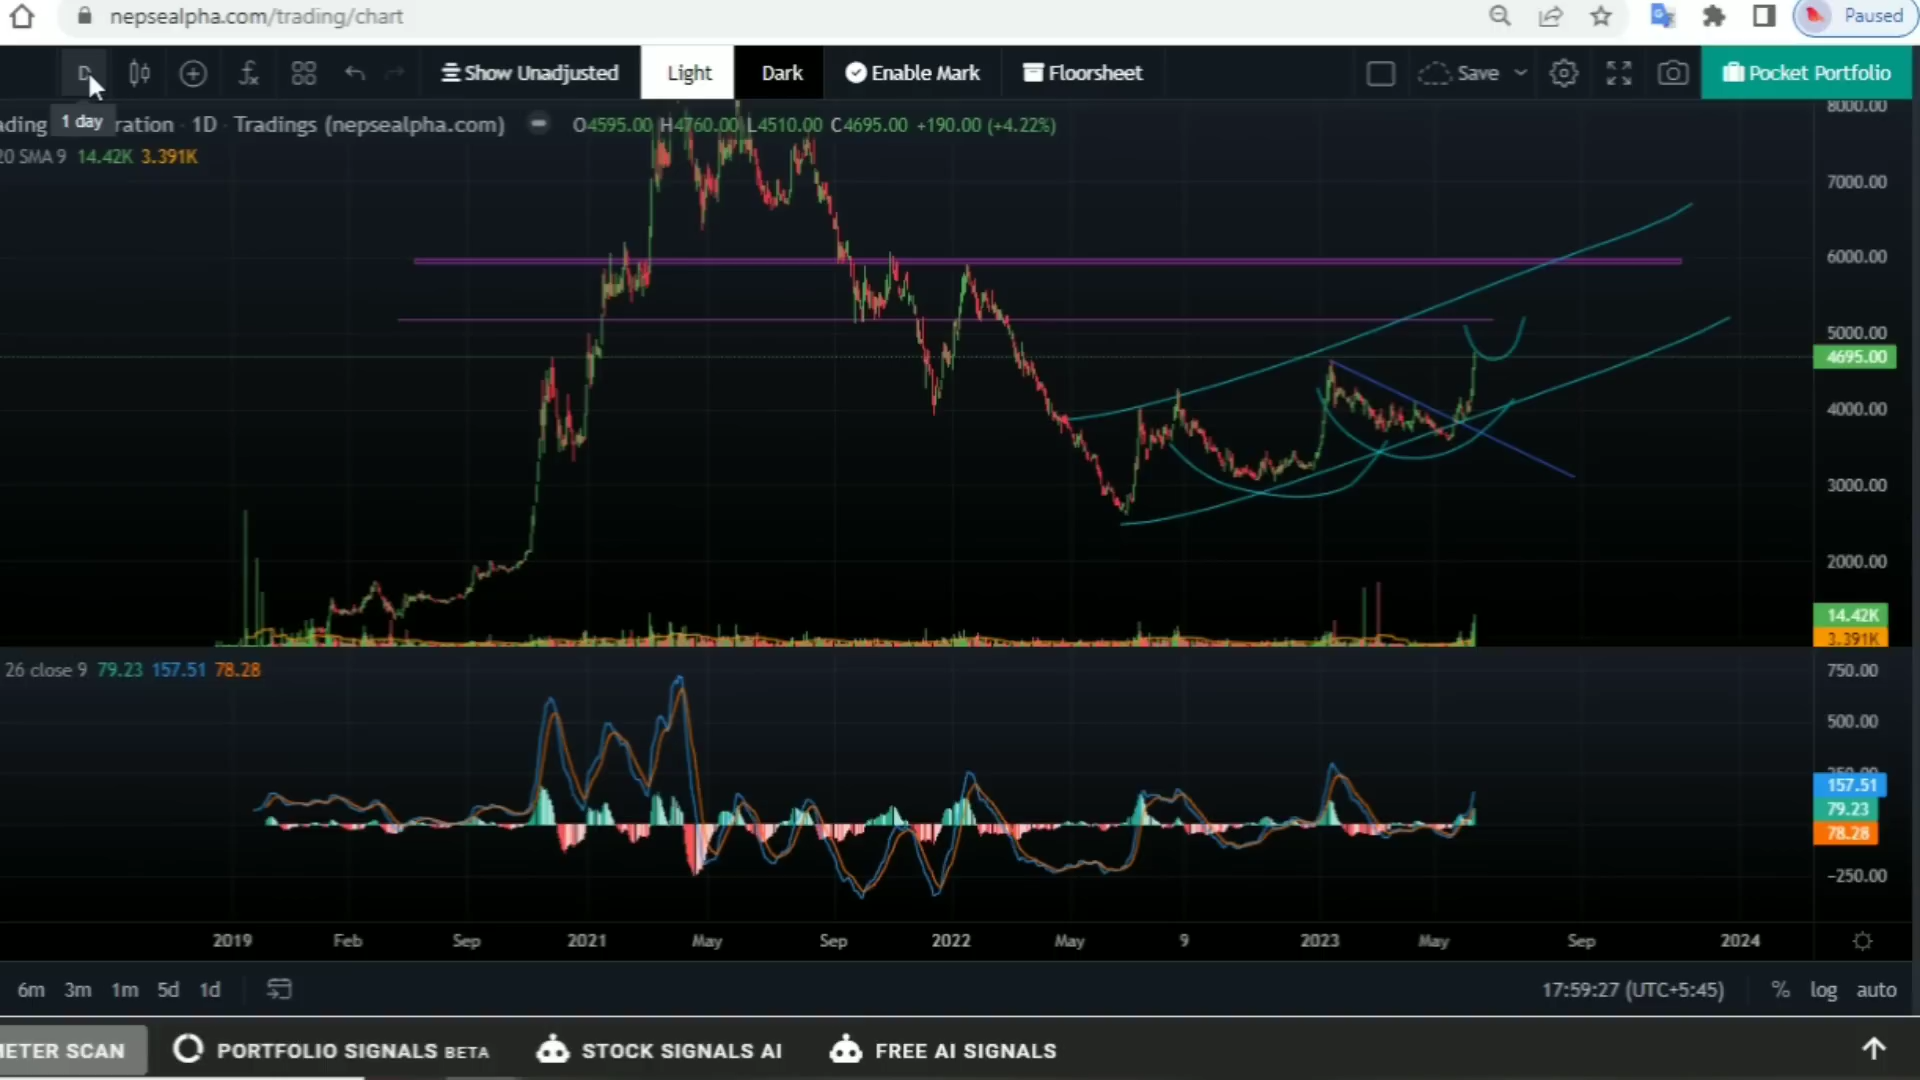 nepsealpha.com/trading/chart
Paused
D
Show Unadjusted
Light
Dark
Enable Mark
Floorsheet
Save
Pocket Portfolio
1 day
ading ration · 1D · Tradings (nepsealpha.com) O4595.00 H4760.00 L4510.00 C4695.00 +190.00 (+4.22%)
20 SMA 9 14.42K 3.391K
8000.00
7000.00
6000.00
5000.00
4695.00
4000.00
3000.00
2000.00
14.42K
3.391K
26 close 9 79.23 157.51 78.28
750.00
500.00
157.51
79.23
78.28
−250.00
2019 Feb Sep 2021 May Sep 2022 May 9 2023 May Sep 2024
6m 3m 1m 5d 1d
17:59:27 (UTC+5:45) % log auto
METER SCAN
PORTFOLIO SIGNALS BETA
STOCK SIGNALS AI
FREE AI SIGNALS